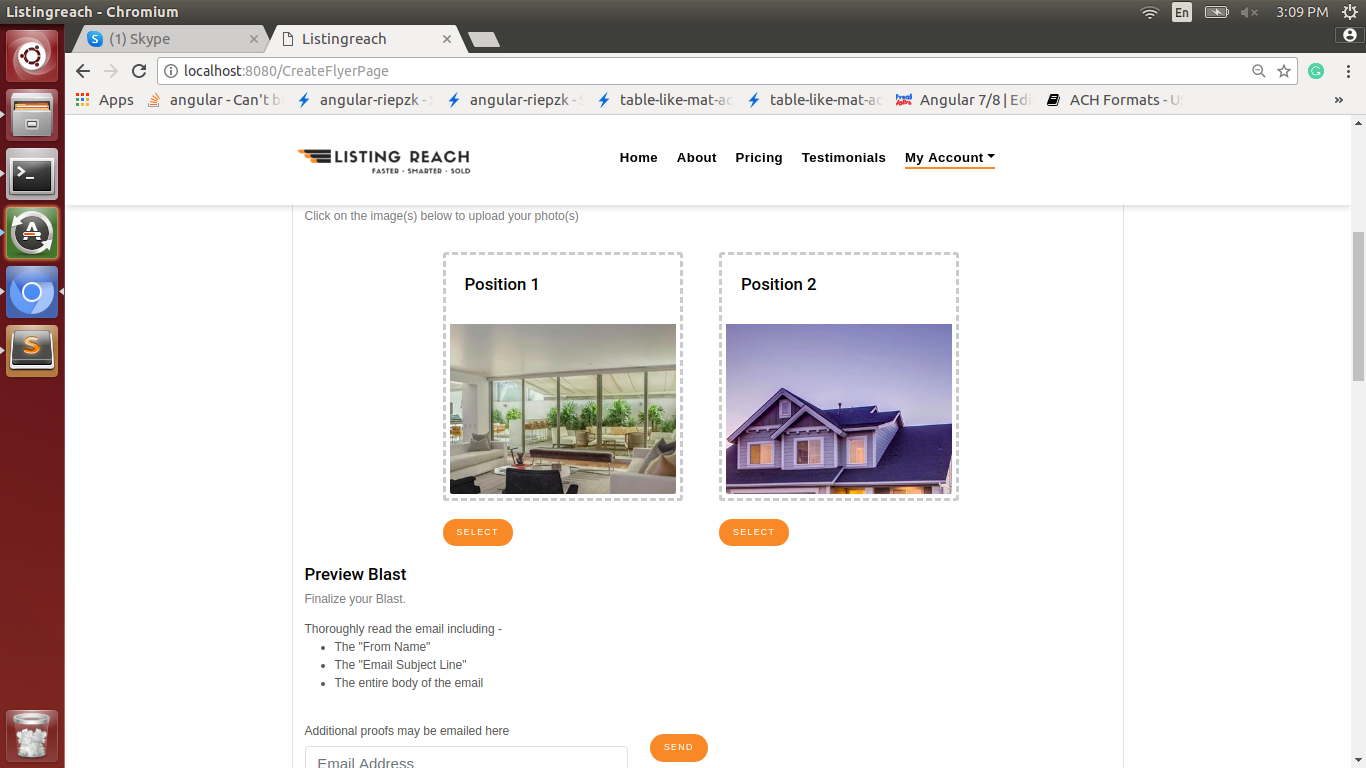 Listingreach - Chromium
En
3:09 PM
(1) Skype
Listingreach
localhost:8080/CreateFlyerPage
Apps
angular - Can't b
angular-riepzk -
angular-riepzk -
table-like-mat-ac
table-like-mat-ac
Angular 7/8 | Edi
ACH Formats - U
»
LISTING REACH
FASTER · SMARTER · SOLD
Home
About
Pricing
Testimonials
My Account
Click on the image(s) below to upload your photo(s)
Position 1
Position 2
SELECT
SELECT
Preview Blast
Finalize your Blast.
Thoroughly read the email including -
• The "From Name"
• The "Email Subject Line"
• The entire body of the email
Additional proofs may be emailed here
SEND
Email Address